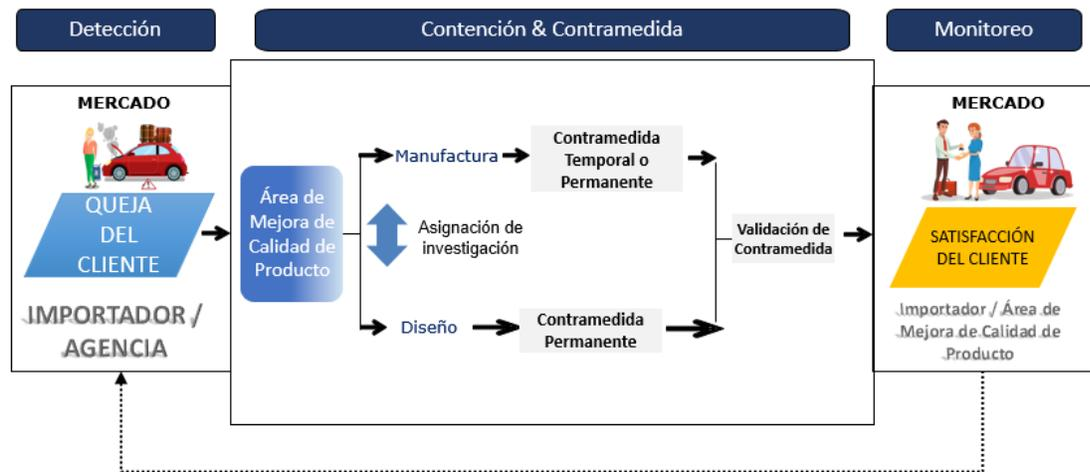 Detección
Contención & Contramedida
Monitoreo
MERCADO
QUEJA
DEL
CLIENTE
IMPORTADOR /
AGENCIA
Área de
Mejora de
Calidad de
Producto
Manufactura
Asignación de
investigación
Diseño
Contramedida
Temporal o
Permanente
Contramedida
Permanente
Validación de
Contramedida
MERCADO
SATISFACCIÓN
DEL CLIENTE
Importador / Área de
Mejora de Calidad de
Producto